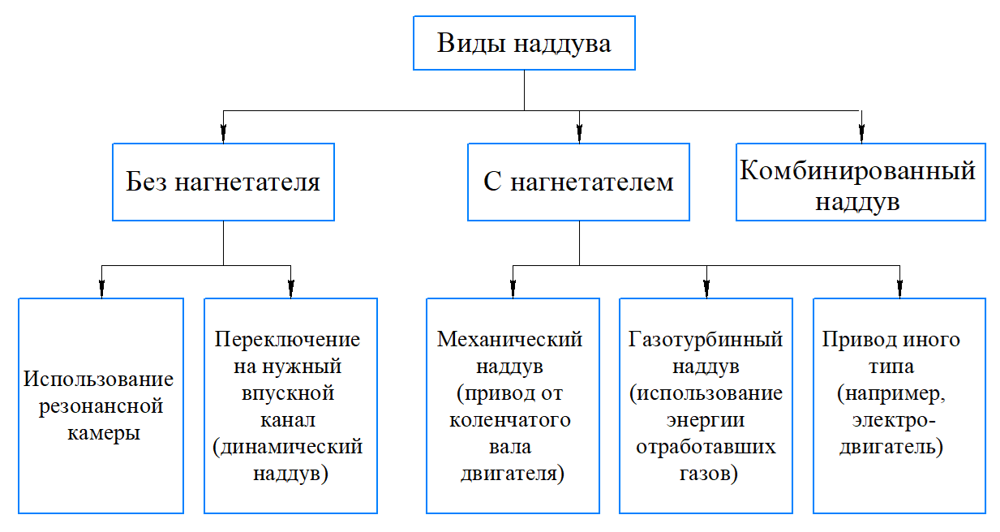 Виды наддува
Без нагнетателя
С нагнетателем
Комбинированный
наддув
Использование
резонансной
камеры
Переключение
на нужный
впускной
канал
(динамический
наддув)
Механический
наддув
(привод от
коленчатого
вала
двигателя)
Газотурбинный
наддув
(использование
энергии
отработавших
газов)
Привод иного
типа
(например,
электро-
двигатель)